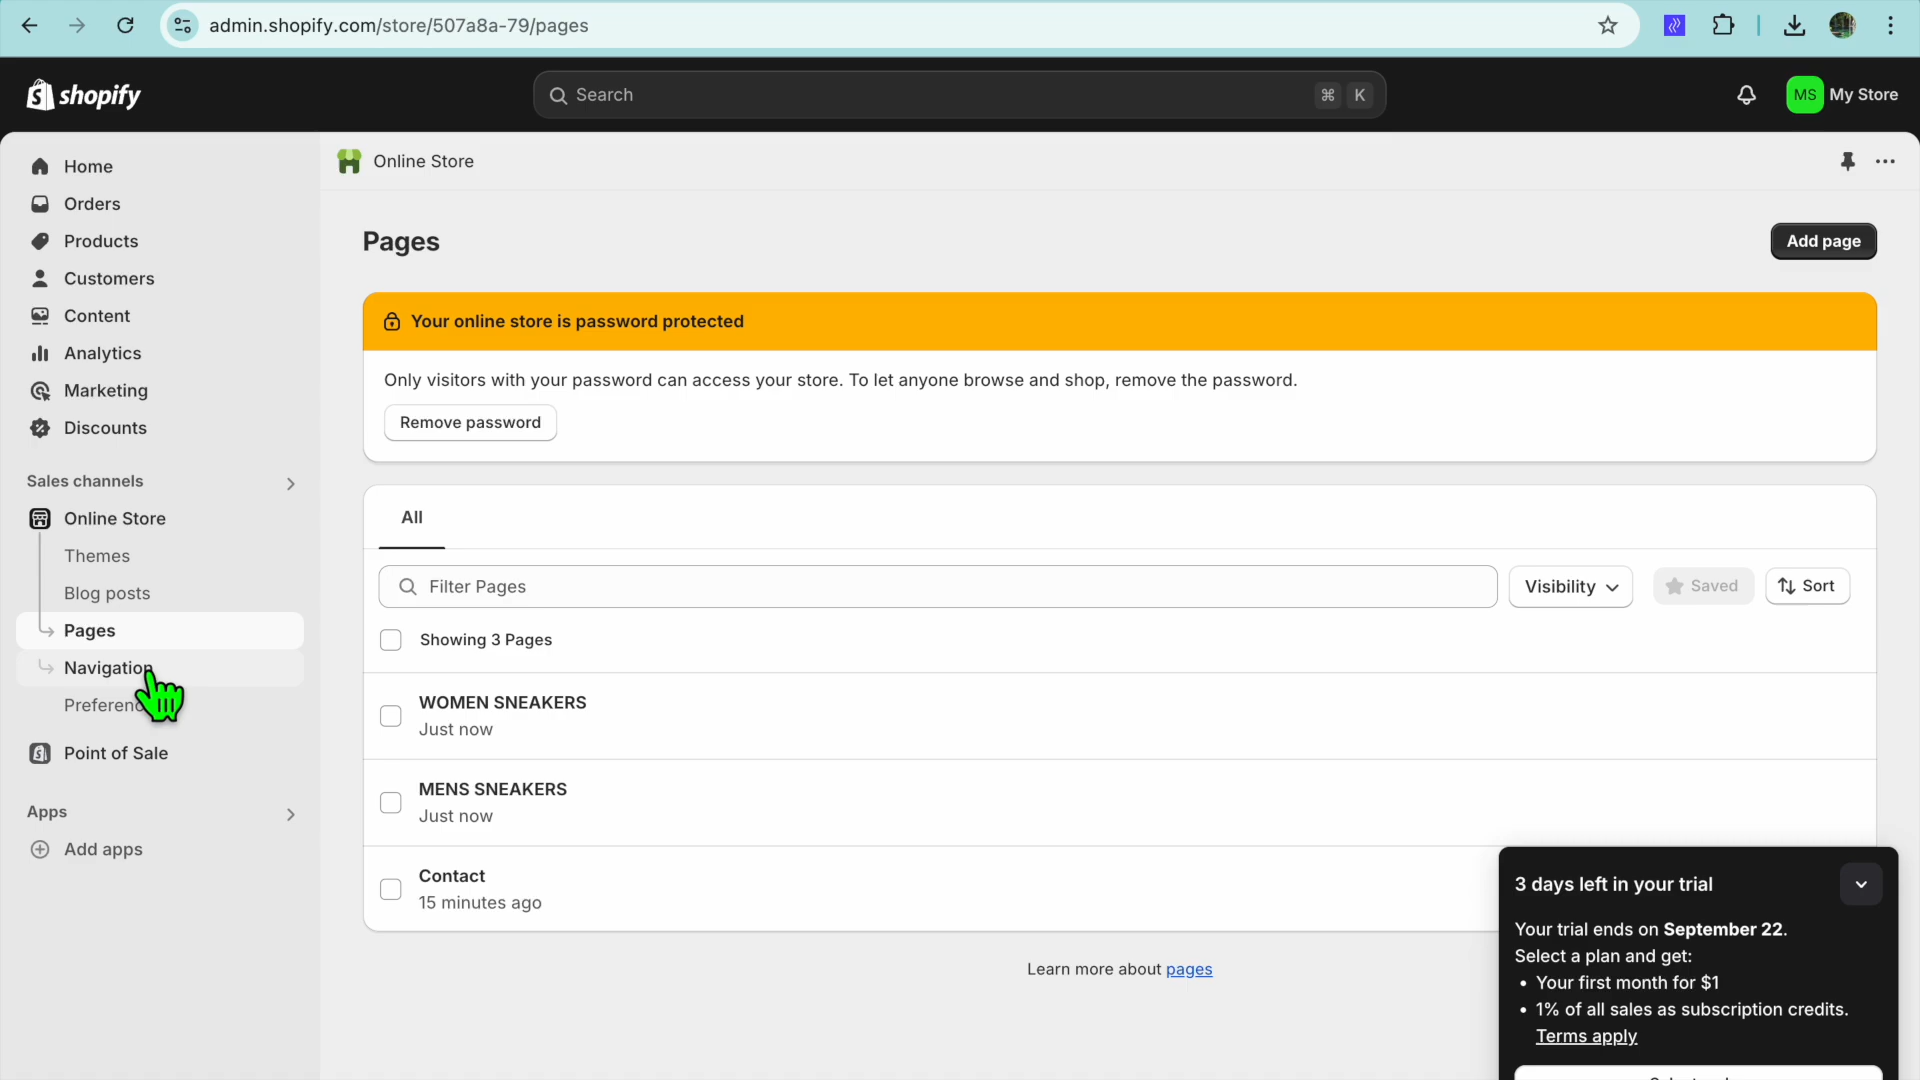 admin.shopify.com/store/507a8a-79/pages
shopify
Search
⌘ K
MS My Store
Home
Orders
Products
Customers
Content
Analytics
Marketing
Discounts
Sales channels
Online Store
Themes
Blog posts
Pages
Navigation
Point of Sale
Apps
Add apps
Online Store
Pages
Add page
Your online store is password protected
Only visitors with your password can access your store. To let anyone browse and shop, remove the password.
Remove password
All
Filter Pages
Visibility
Saved
Sort
Showing 3 Pages
WOMEN SNEAKERS
Just now
MENS SNEAKERS
Just now
Contact
15 minutes ago
Learn more about pages
3 days left in your trial
Your trial ends on September 22.
Select a plan and get:
• Your first month for $1
• 1% of all sales as subscription credits.
Terms apply